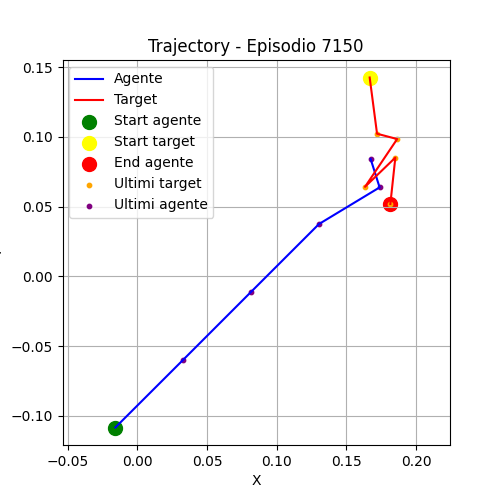 Trajectory - Episodio 7150
0.15
0.10
0.05
0.00
−0.05
−0.10
Agente
Target
Start agente
Start target
End agente
Ultimi target
Ultimi agente
−0.05 0.00 0.05 0.10 0.15 0.20
X